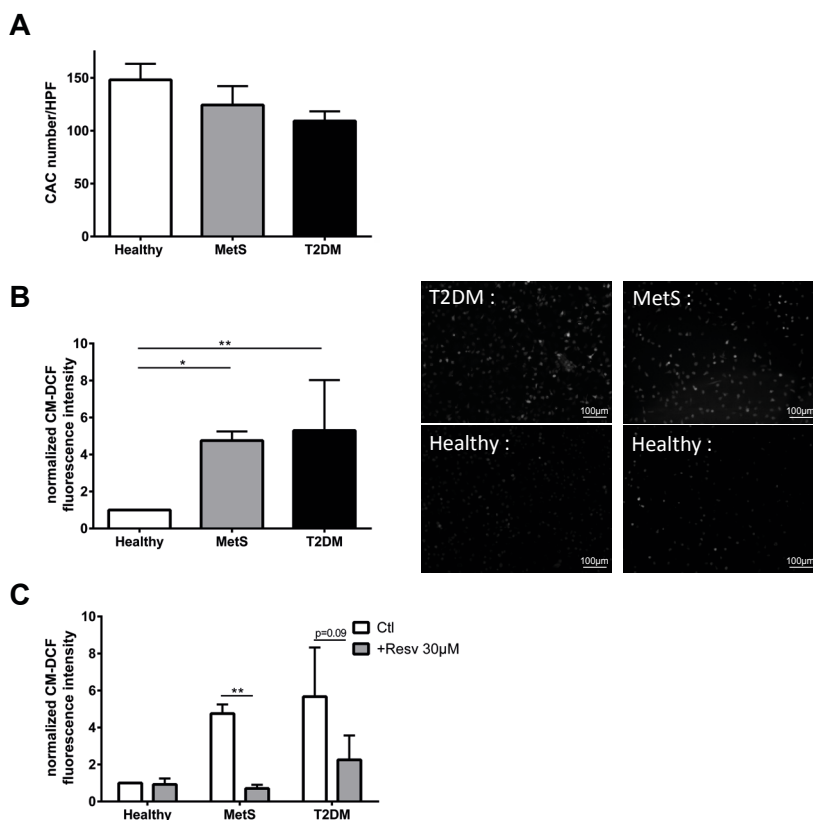 A
CAC number/HPF
150
100
50
0
Healthy MetS T2DM
B
normalized CM-DCF
fluorescence intensity
10
8
6
4
2
0
**
*
Healthy MetS T2DM
T2DM :
100µm
MetS :
100µm
Healthy :
100µm
Healthy :
100µm
C
normalized CM-DCF
fluorescence intensity
10
8
6
4
2
0
**
p=0.09
Ctl
+Resv 30µM
Healthy MetS T2DM